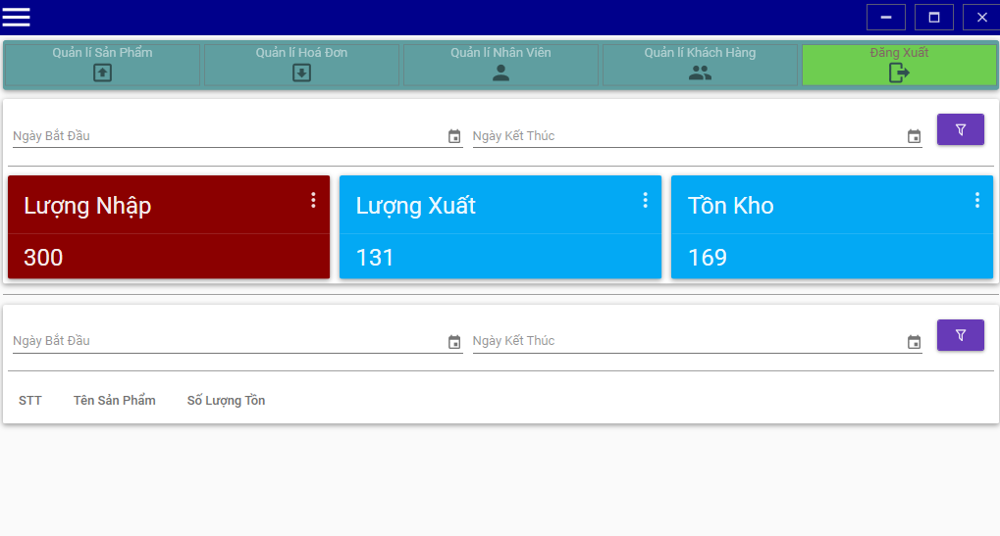 Quản lí Sản Phẩm
Quản lí Hoá Đơn
Quản lí Nhân Viên
Quản lí Khách Hàng
Đăng Xuất
Ngày Bắt Đầu
Ngày Kết Thúc
Lượng Nhập
Lượng Xuất
Tồn Kho
300
131
169
Ngày Bắt Đầu
Ngày Kết Thúc
STT Tên Sản Phẩm Số Lượng Tồn